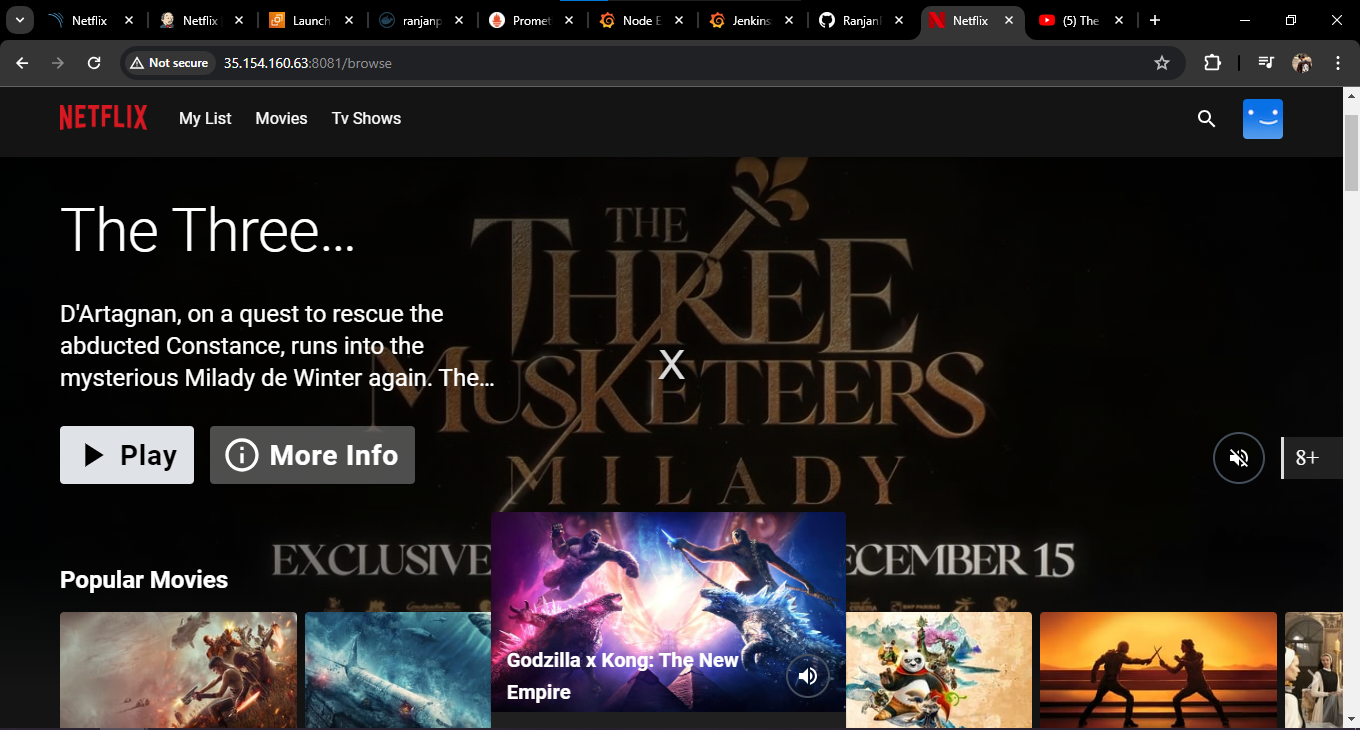 Netflix
Netflix
Launch
ranjanp
Promet
Node E
Jenkins
Ranjan
Netflix
(5) The
Not secure
35.154.160.63:8081/browse
NETFLIX
My List
Movies
Tv Shows
The Three...
THE
THREE
MUSKETEERS
MILADY
X
D'Artagnan, on a quest to rescue the
abducted Constance, runs into the
mysterious Milady de Winter again. The...
Play
More Info
8+
EXCLUSIVE
ECEMBER 15
Popular Movies
Godzilla x Kong: The New
Empire